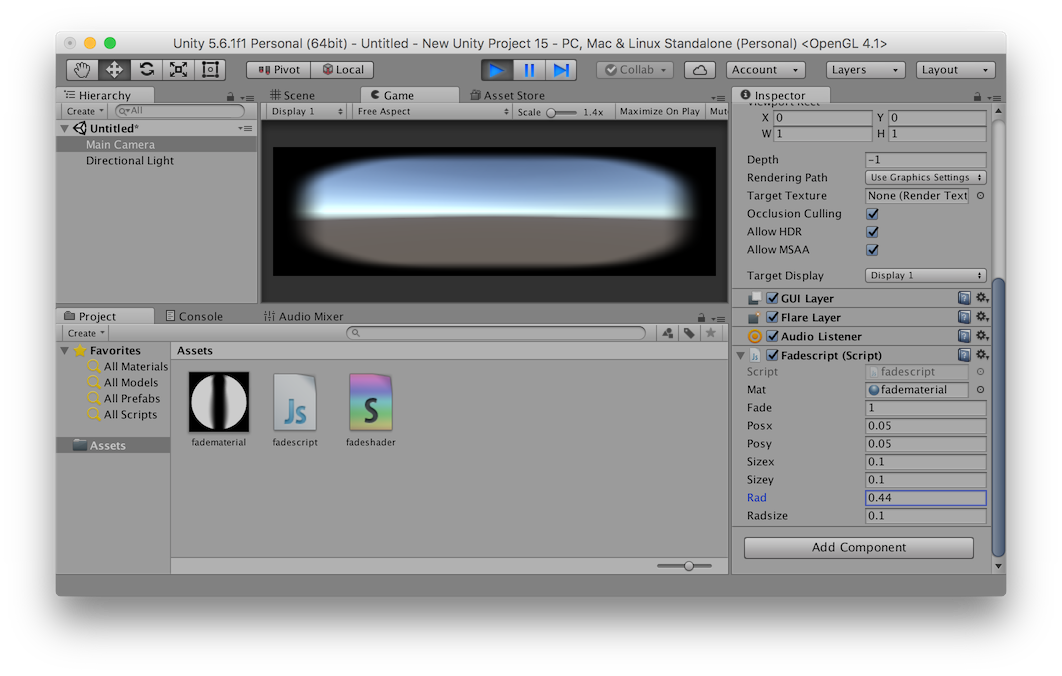 Unity 5.6.1f1 Personal (64bit) - Untitled - New Unity Project 15 - PC, Mac & Linux Standalone (Personal) <OpenGL 4.1>
Pivot Local Collab Account Layers Layout
Hierarchy
Create All
Untitled*
Main Camera
Directional Light
Scene Game Asset Store
Display 1 Free Aspect Scale 1.4x Maximize On Play Mut
Inspector
Viewport Rect
X 0 Y 0
W 1 H 1
Depth -1
Rendering Path Use Graphics Settings
Target Texture None (Render Text
Occlusion Culling
Allow HDR
Allow MSAA
Target Display Display 1
GUI Layer
Flare Layer
Audio Listener
Fadescript (Script)
Script fadescript
Mat fadematerial
Fade 1
Posx 0.05
Posy 0.05
Sizex 0.1
Sizey 0.1
Rad 0.44
Radsize 0.1
Add Component
Project Console Audio Mixer
Create
Favorites
All Materials
All Models
All Prefabs
All Scripts
Assets
Assets
Js S
fadematerial fadescript fadeshader